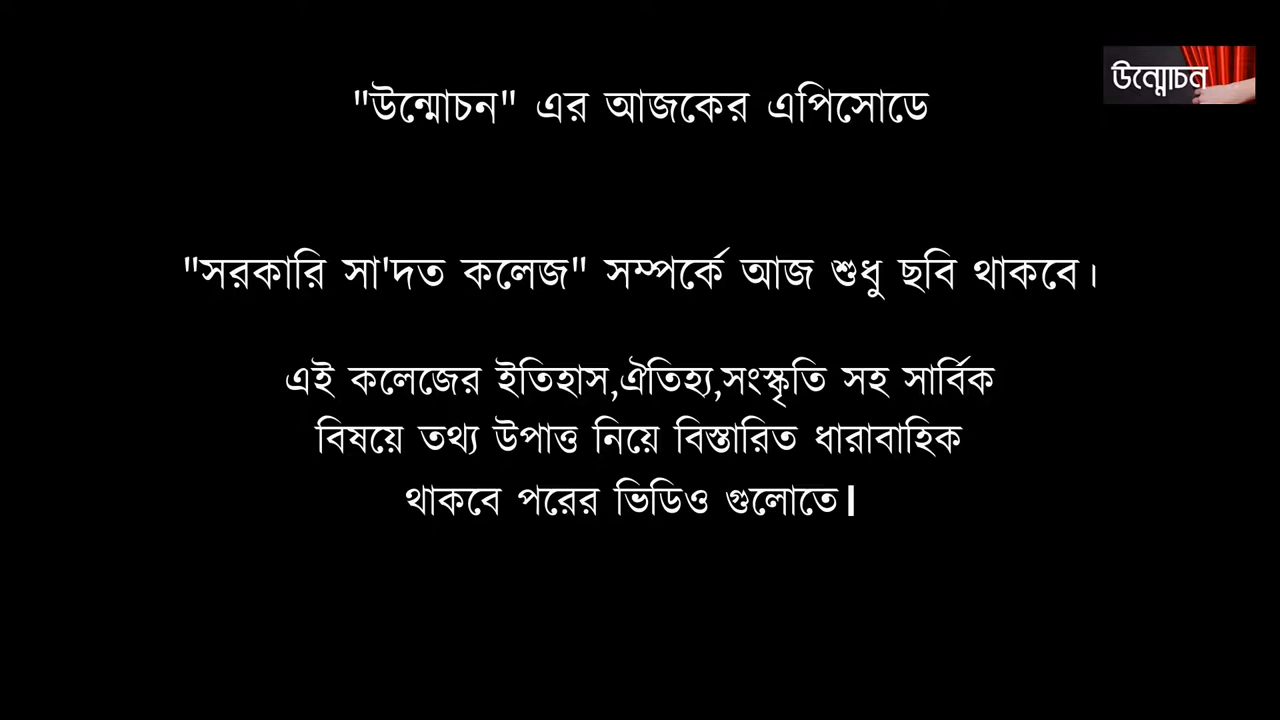 উন্মোচন
"উন্মোচন" এর আজকের এপিসোডে
"সরকারি সা'দত কলেজ" সম্পর্কে আজ শুধু ছবি থাকবে।
এই কলেজের ইতিহাস,ঐতিহ্য,সংস্কৃতি সহ সার্বিক
বিষয়ে তথ্য উপাত্ত নিয়ে বিস্তারিত ধারাবাহিক
থাকবে পরের ভিডিও গুলোতে।